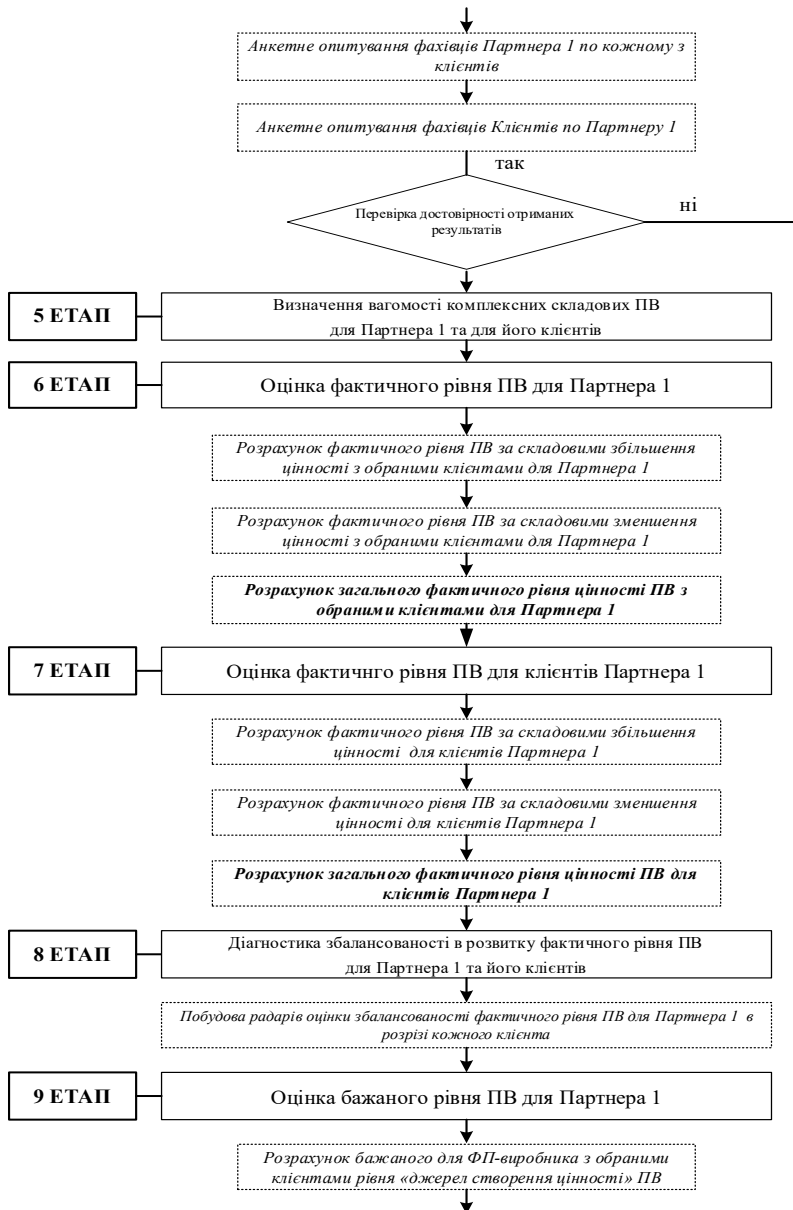 Анкетне опитування фахівців Партнера 1 по кожному з
клієнтів
Анкетне опитування фахівців Клієнтів по Партнеру 1
так
Перевірка достовірності отриманих
результатів
ні
5 ЕТАП
Визначення вагомості комплексних складових ПВ
для Партнера 1 та для його клієнтів
6 ЕТАП
Оцінка фактичного рівня ПВ для Партнера 1
Розрахунок фактичного рівня ПВ за складовими збільшення
цінності з обраними клієнтами для Партнера 1
Розрахунок фактичного рівня ПВ за складовими зменшення
цінності з обраними клієнтами для Партнера 1
Розрахунок загального фактичного рівня цінності ПВ з
обраними клієнтами для Партнера 1
7 ЕТАП
Оцінка фактичнго рівня ПВ для клієнтів Партнера 1
Розрахунок фактичного рівня ПВ за складовими збільшення
цінності для клієнтів Партнера 1
Розрахунок фактичного рівня ПВ за складовими зменшення
цінності для клієнтів Партнера 1
Розрахунок загального фактичного рівня цінності ПВ для
клієнтів Партнера 1
8 ЕТАП
Діагностика збалансованості в розвитку фактичного рівня ПВ
для Партнера 1 та його клієнтів
Побудова радарів оцінки збалансованості фактичного рівня ПВ для Партнера 1 в
розрізі кожного клієнта
9 ЕТАП
Оцінка бажаного рівня ПВ для Партнера 1
Розрахунок бажаного для ФП-виробника з обраними
клієнтами рівня «джерел створення цінності» ПВ